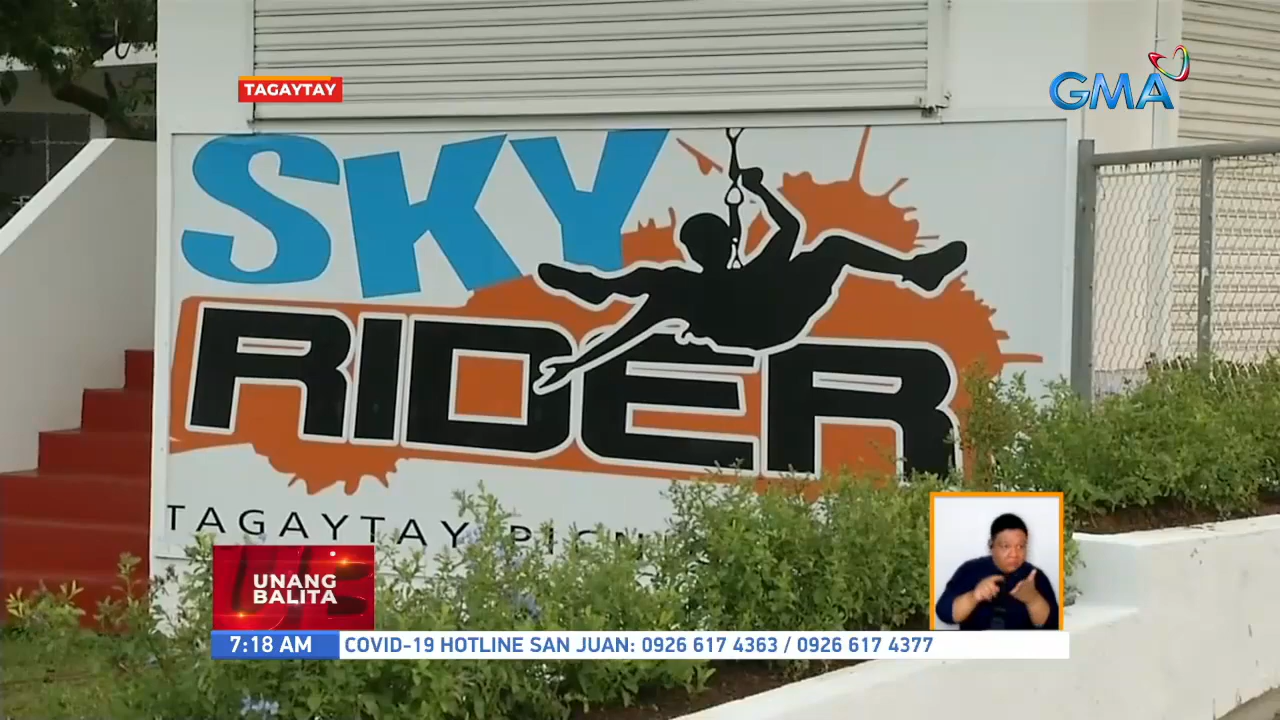 TAGAYTAY
GMA
SKY
RIDER
TAGAYTAY
UNANG
BALITA
7:18 AM
COVID-19 HOTLINE SAN JUAN: 0926 617 4363 / 0926 617 4377